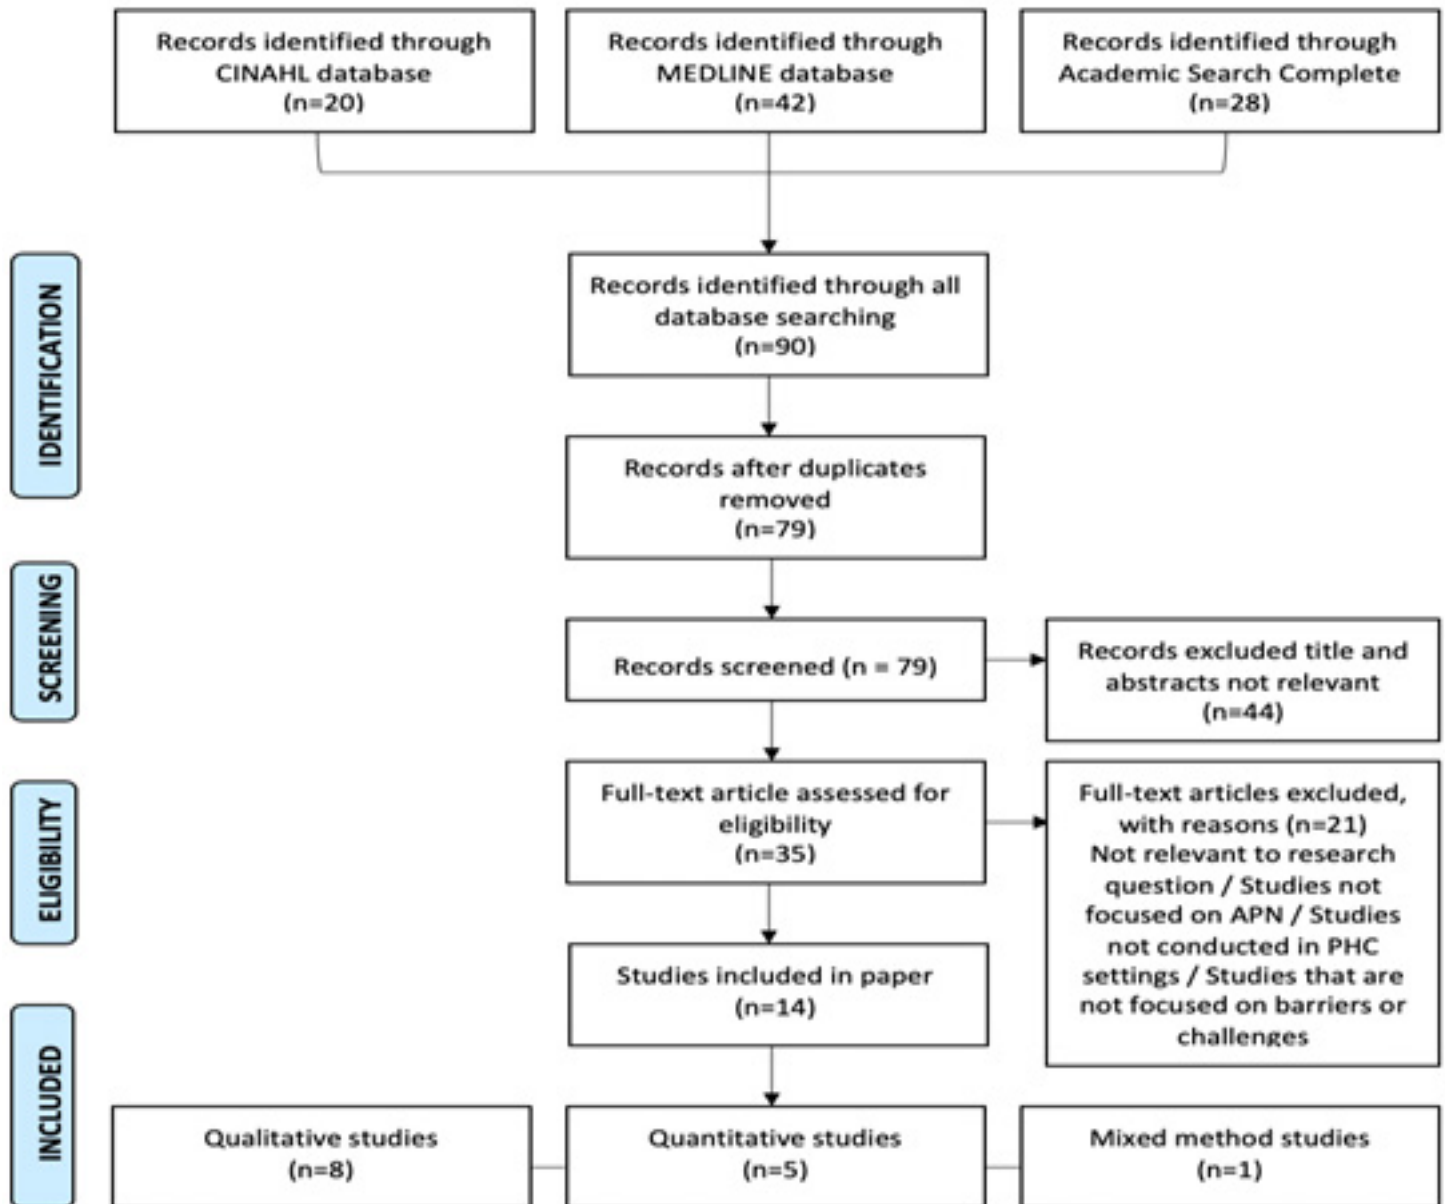 Records identified through
CINAHL database
(n=20)
Records identified through
MEDLINE database
(n=42)
Records identified through
Academic Search Complete
(n=28)
IDENTIFICATION
Records identified through all
database searching
(n=90)
Records after duplicates
removed
(n=79)
SCREENING
Records screened (n = 79)
Records excluded title and
abstracts not relevant
(n=44)
ELIGIBILITY
Full-text article assessed for
eligibility
(n=35)
Full-text articles excluded,
with reasons (n=21)
Not relevant to research
question / Studies not
focused on APN / Studies
not conducted in PHC
settings / Studies that are
not focused on barriers or
challenges
Studies included in paper
(n=14)
INCLUDED
Qualitative studies
(n=8)
Quantitative studies
(n=5)
Mixed method studies
(n=1)